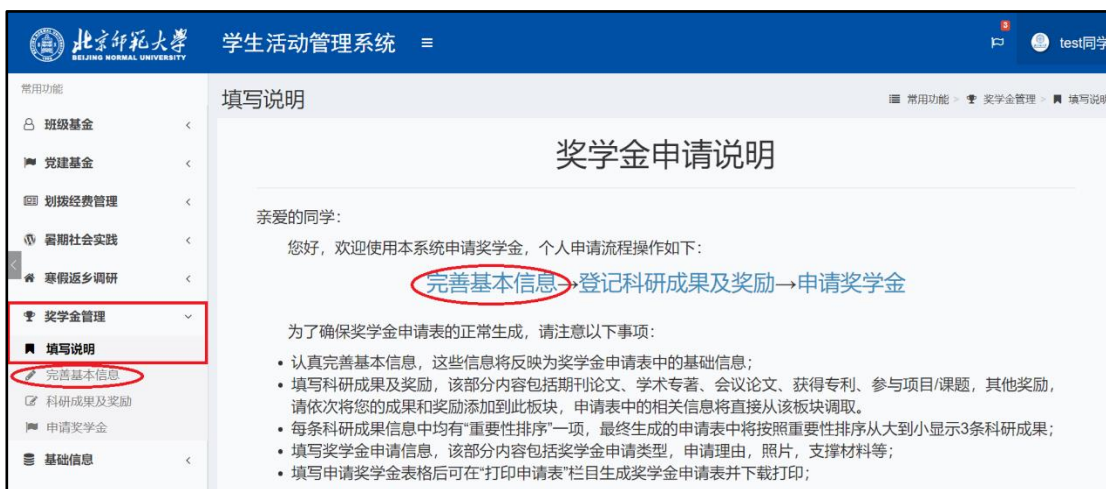 北京师范大学 学生活动管理系统 3 test同学
BEIJING NORMAL UNIVERSITY
常用功能
填写说明 常用功能 > 奖学金管理 > 填写说明
班级基金
党建基金
划拨经费管理
暑期社会实践
寒假返乡调研
奖学金管理
填写说明
完善基本信息
科研成果及奖励
申请奖学金
基础信息
奖学金申请说明
亲爱的同学：
您好，欢迎使用本系统申请奖学金，个人申请流程操作如下：
完善基本信息→登记科研成果及奖励→申请奖学金
为了确保奖学金申请表的正常生成，请注意以下事项：
• 认真完善基本信息，这些信息将反映为奖学金申请表中的基础信息；
• 填写科研成果及奖励，该部分内容包括期刊论文、学术专著、会议论文、获得专利、参与项目/课题，其他奖励，
请依次将您的成果和奖励添加到此板块，申请表中的相关信息将直接从该板块调取。
• 每条科研成果信息中均有“重要性排序”一项，最终生成的申请表中将按照重要性排序从大到小显示3条科研成果；
• 填写奖学金申请信息，该部分内容包括奖学金申请类型，申请理由，照片，支撑材料等；
• 填写申请奖学金表格后可在“打印申请表”栏目生成奖学金申请表并下载打印；